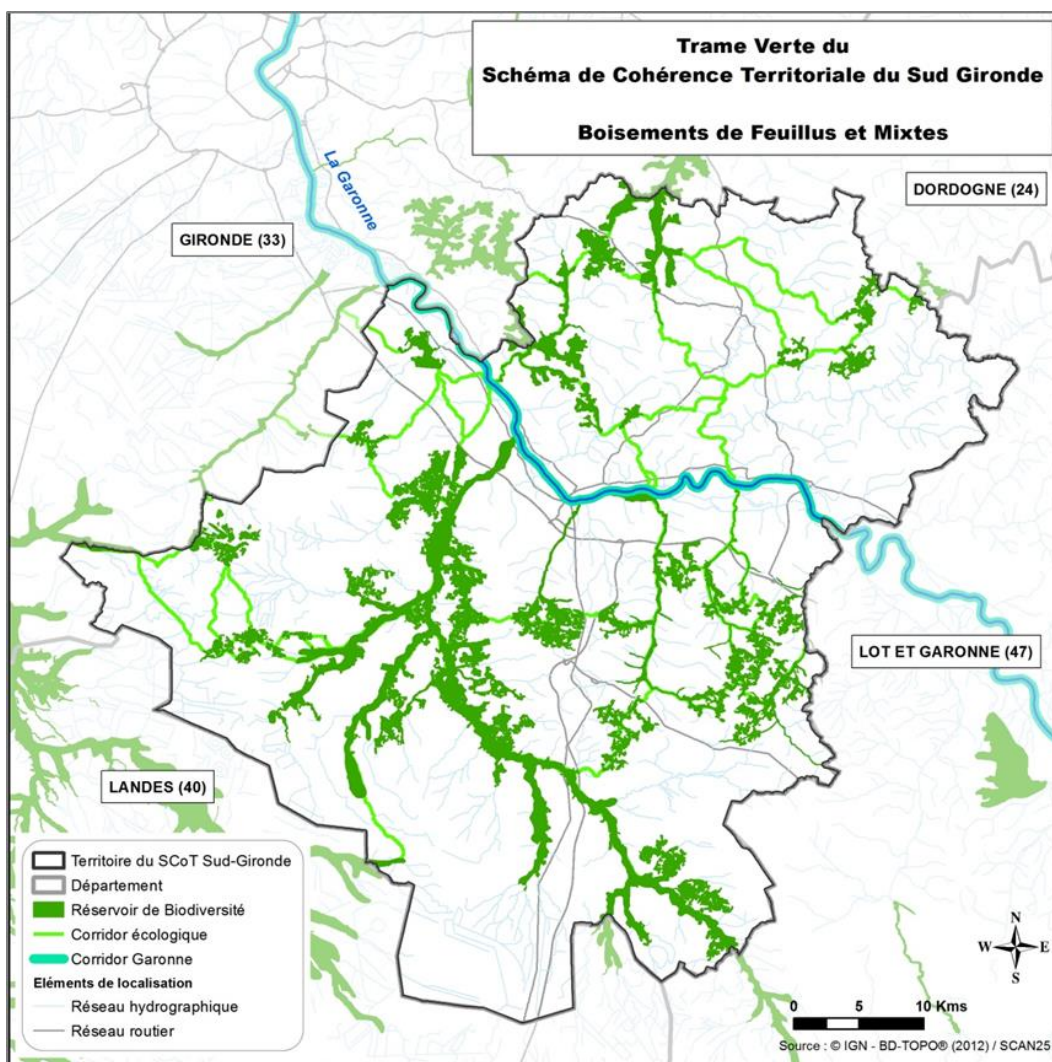 Trame Verte du
Schéma de Cohérence Territoriale du Sud Gironde
Boisements de Feuillus et Mixtes
DORDOGNE (24)
La Garonne
GIRONDE (33)
LOT ET GARONNE (47)
LANDES (40)
Territoire du SCoT Sud-Gironde
Département
Réservoir de Biodiversité
Corridor écologique
Corridor Garonne
Eléments de localisation
Réseau hydrographique
Réseau routier
N
W E
S
0 5 10 Kms
Source : © IGN - BD-TOPO® (2012) / SCAN25